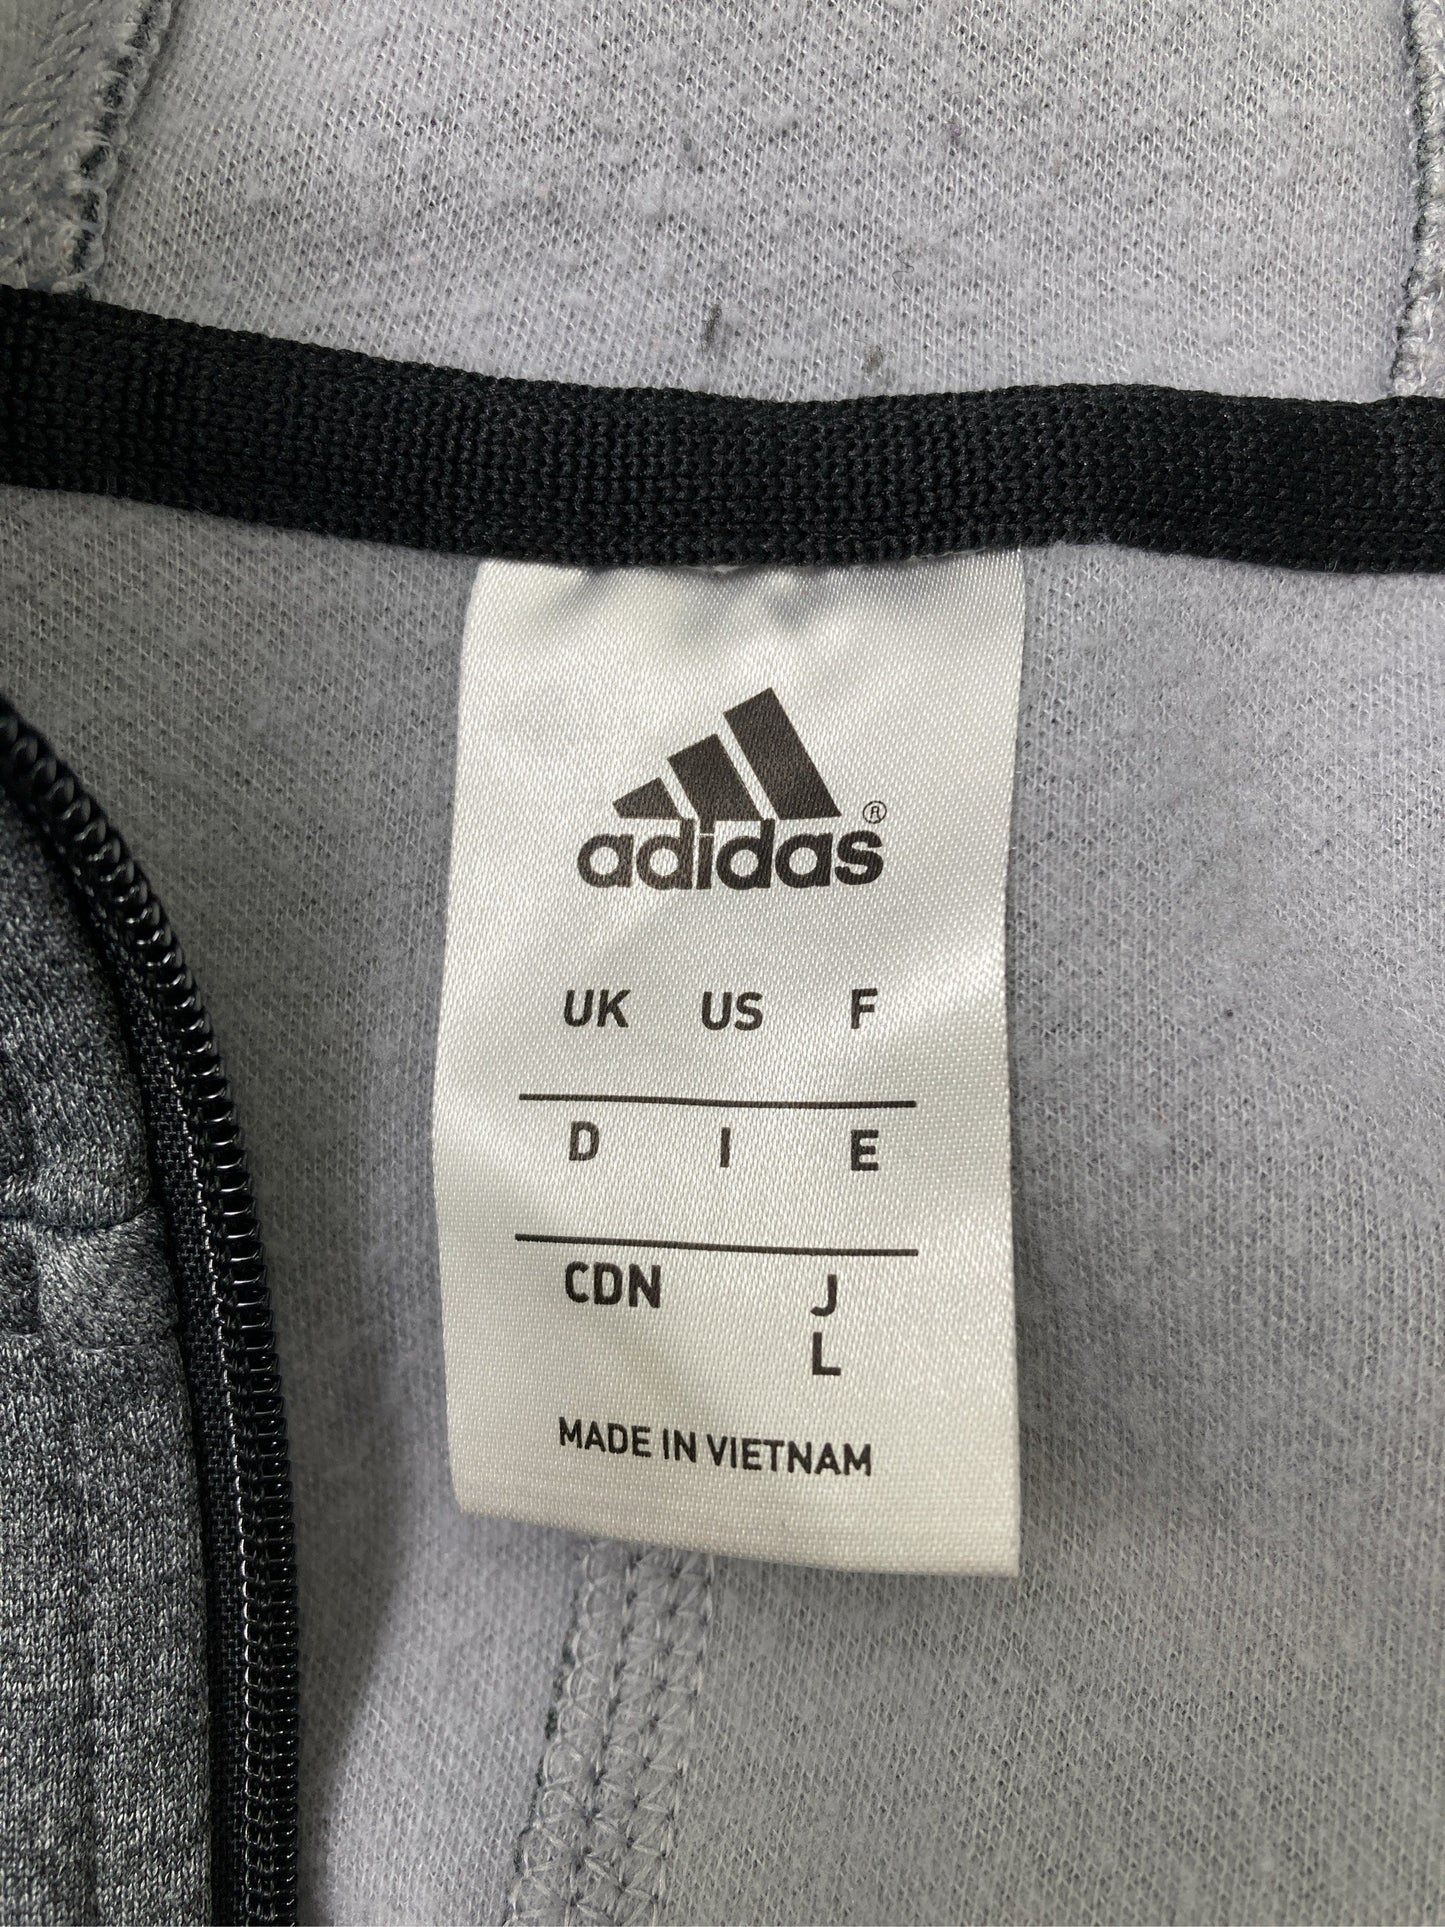 adidas®
UK US F
D I E
CDN J
L
MADE IN VIETNAM